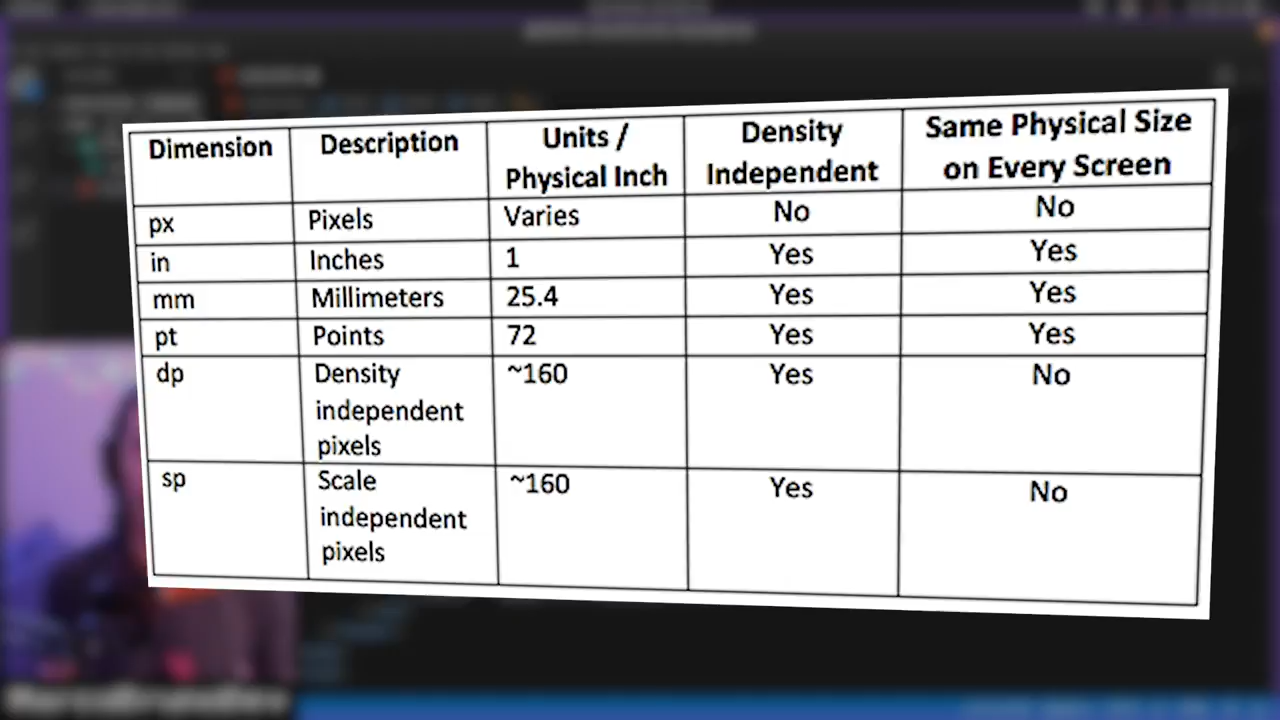 Dimension Description Units / Physical Inch Density Independent Same Physical Size on Every Screen
px Pixels Varies No No
in Inches 1 Yes Yes
mm Millimeters 25.4 Yes Yes
pt Points 72 Yes Yes
dp Density independent pixels ~160 Yes No
sp Scale independent pixels ~160 Yes No